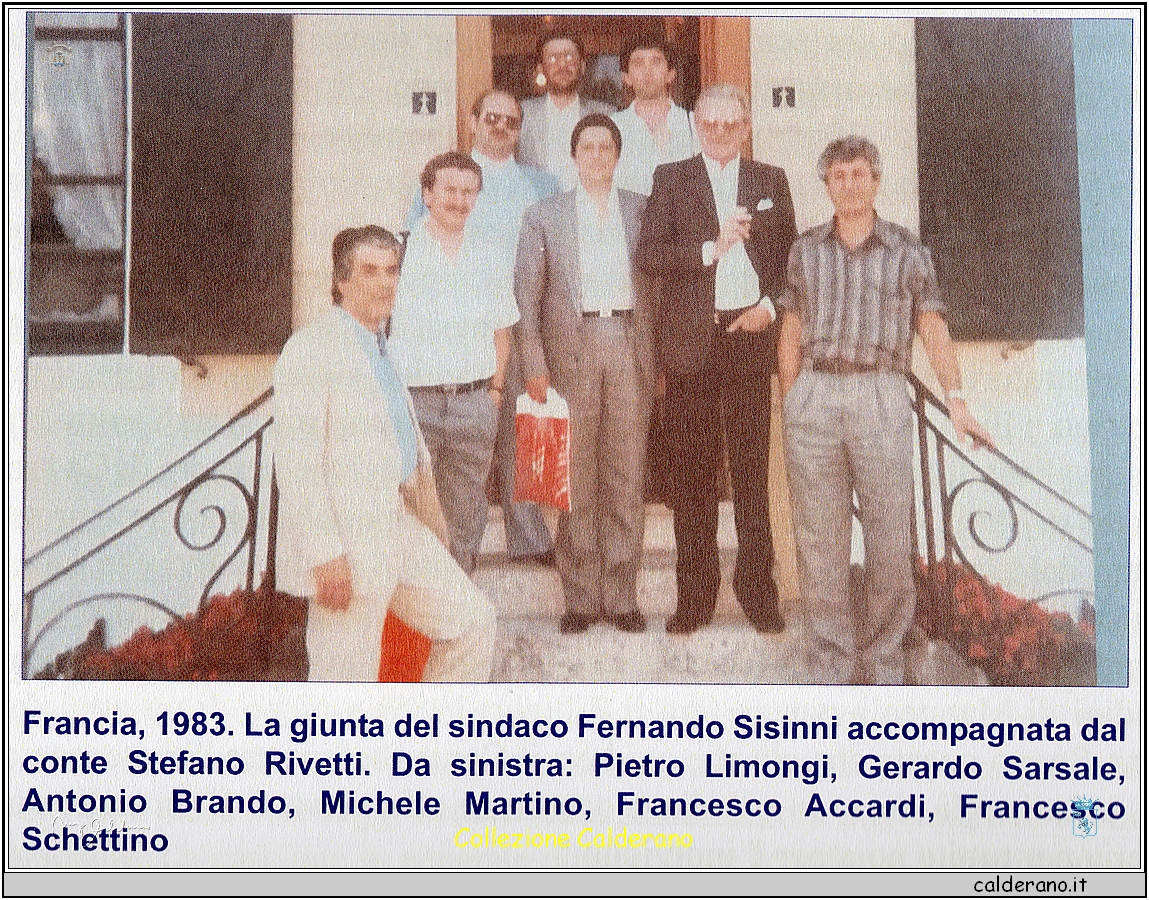 Francia, 1983. La giunta del sindaco Fernando Sisinni accompagnata dal
conte Stefano Rivetti. Da sinistra: Pietro Limongi, Gerardo Sarsale,
Antonio Brando, Michele Martino, Francesco Accardi, Francesco
Schettino
Collezione Calderano
calderano.it